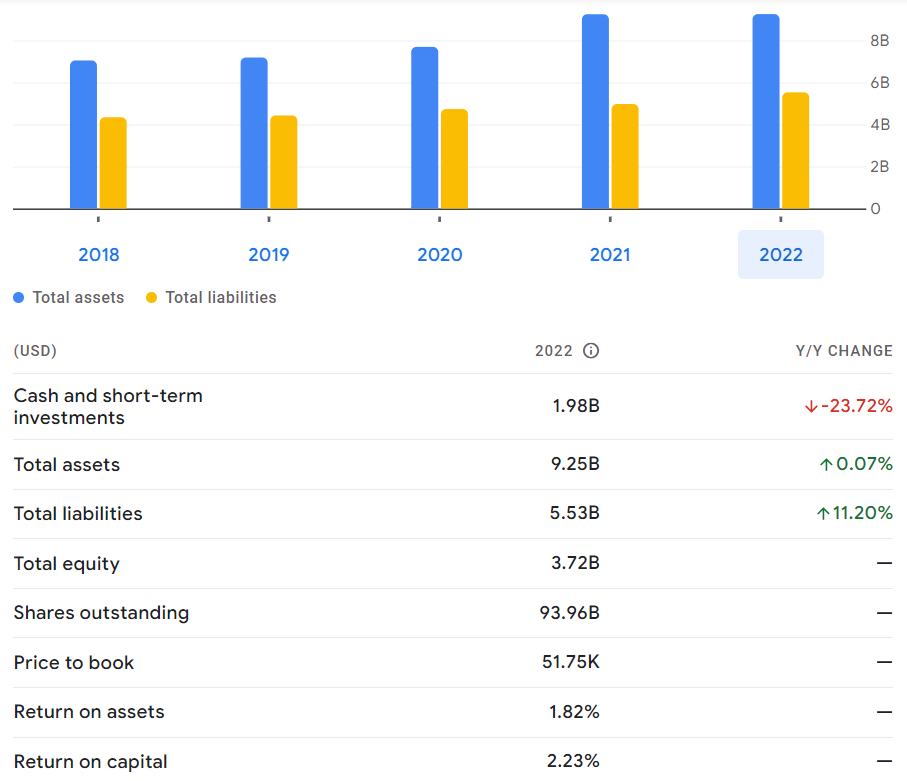 8B
6B
4B
2B
0
2018 2019 2020 2021 2022
Total assets Total liabilities
(USD) 2022 Y/Y CHANGE
Cash and short-term
investments 1.98B ↓-23.72%
Total assets 9.25B ↑0.07%
Total liabilities 5.53B ↑11.20%
Total equity 3.72B —
Shares outstanding 93.96B —
Price to book 51.75K —
Return on assets 1.82% —
Return on capital 2.23% —